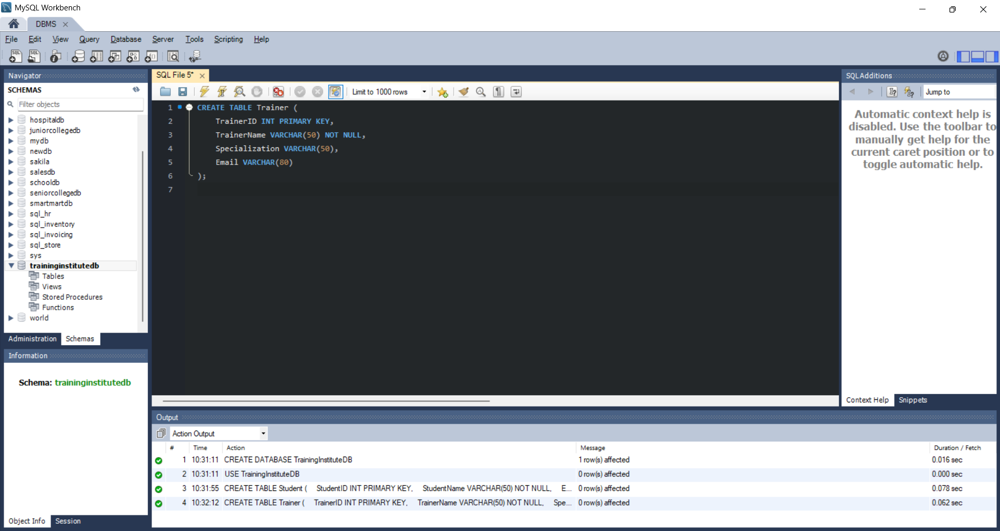 MySQL Workbench
DBMS
File Edit View Query Database Server Tools Scripting Help
Navigator
SCHEMAS
Filter objects
hospitaldb
juniorcollegedb
mydb
newdb
sakila
salesdb
schooldb
seniorcollegedb
smartmartdb
sql_hr
sql_inventory
sql_invoicing
sql_store
sys
traininginstitutedb
Tables
Views
Stored Procedures
Functions
world
Administration Schemas
Information
Schema: traininginstitutedb
Object Info Session
SQL File 5*
Limit to 1000 rows
1 CREATE TABLE Trainer (
2 TrainerID INT PRIMARY KEY,
3 TrainerName VARCHAR(50) NOT NULL,
4 Specialization VARCHAR(50),
5 Email VARCHAR(80)
6 );
7
SQLAdditions
Jump to
Automatic context help is
disabled. Use the toolbar to
manually get help for the
current caret position or to
toggle automatic help.
Context Help Snippets
Output
Action Output
# Time Action Message Duration / Fetch
1 10:31:11 CREATE DATABASE TrainingInstituteDB 1 row(s) affected 0.016 sec
2 10:31:11 USE TrainingInstituteDB 0 row(s) affected 0.000 sec
3 10:31:55 CREATE TABLE Student ( StudentID INT PRIMARY KEY, StudentName VARCHAR(50) NOT NULL, E... 0 row(s) affected 0.078 sec
4 10:32:12 CREATE TABLE Trainer ( TrainerID INT PRIMARY KEY, TrainerName VARCHAR(50) NOT NULL, Spe... 0 row(s) affected 0.062 sec